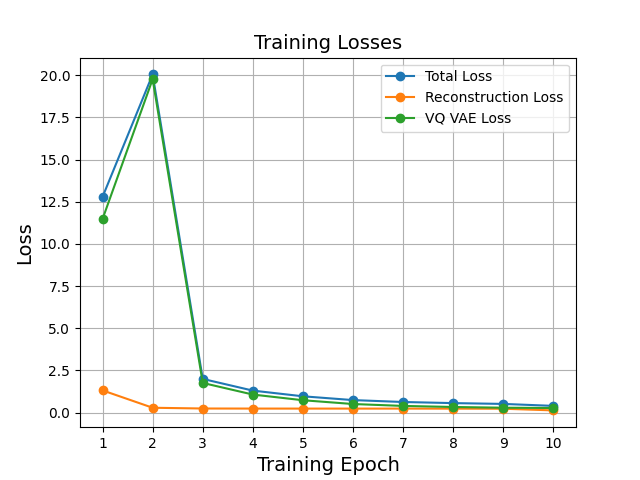 Training Losses
Total Loss
Reconstruction Loss
VQ VAE Loss
20.0
17.5
15.0
12.5
10.0
7.5
5.0
2.5
0.0
Loss
1 2 3 4 5 6 7 8 9 10
Training Epoch